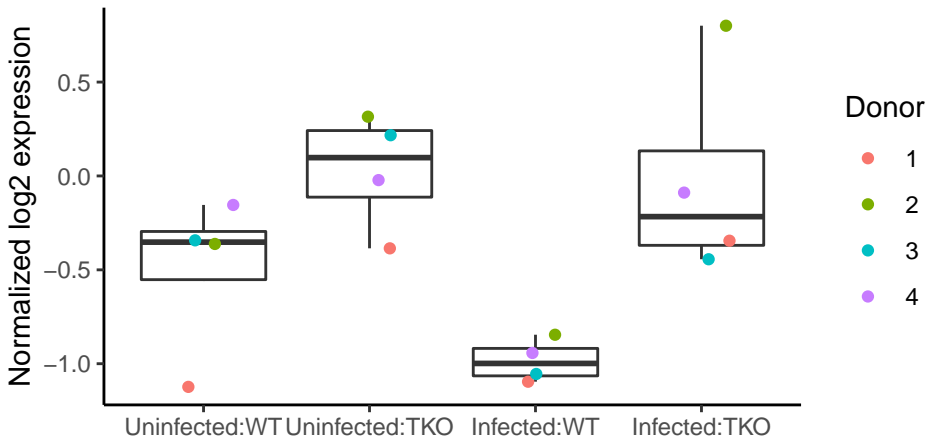 Normalized log2 expression
0.5
0.0
−0.5
−1.0
Uninfected:WT
Uninfected:TKO
Infected:WT
Infected:TKO
Donor
1
2
3
4